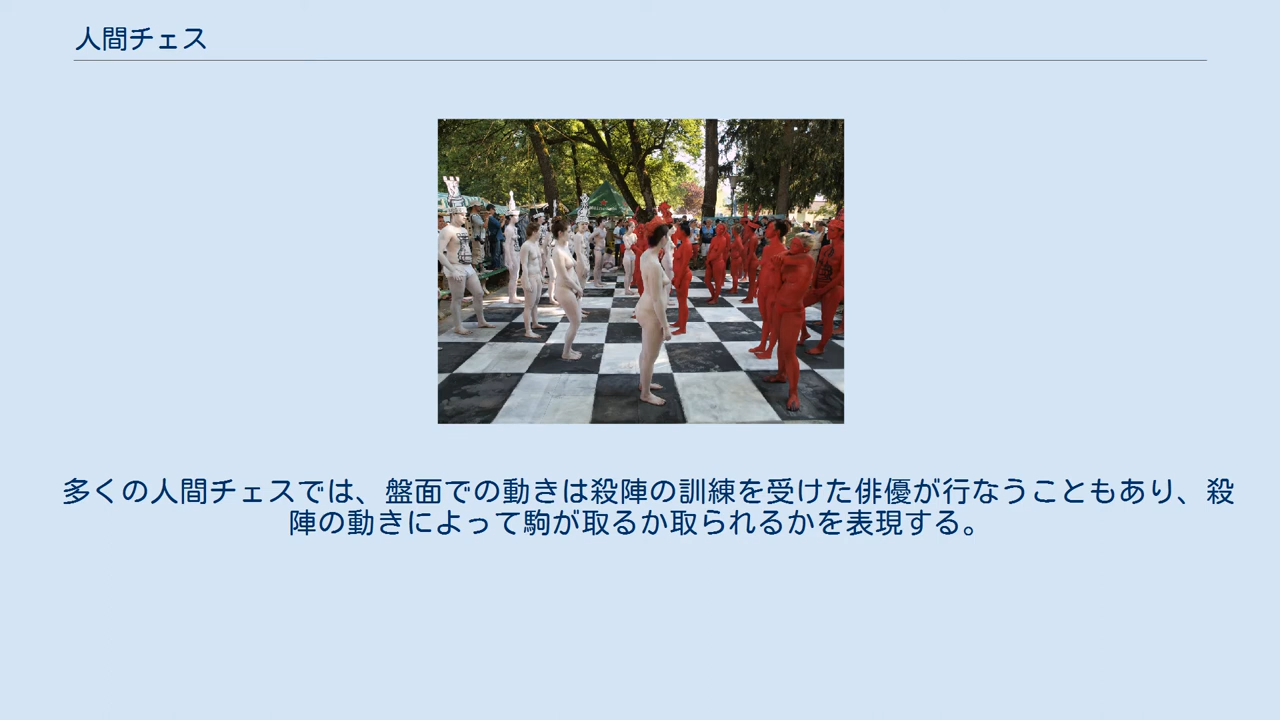 人間チェス
多くの人間チェスでは、盤面での動きは殺陣の訓練を受けた俳優が行なうこともあり、殺
陣の動きによって駒が取るか取られるかを表現する。